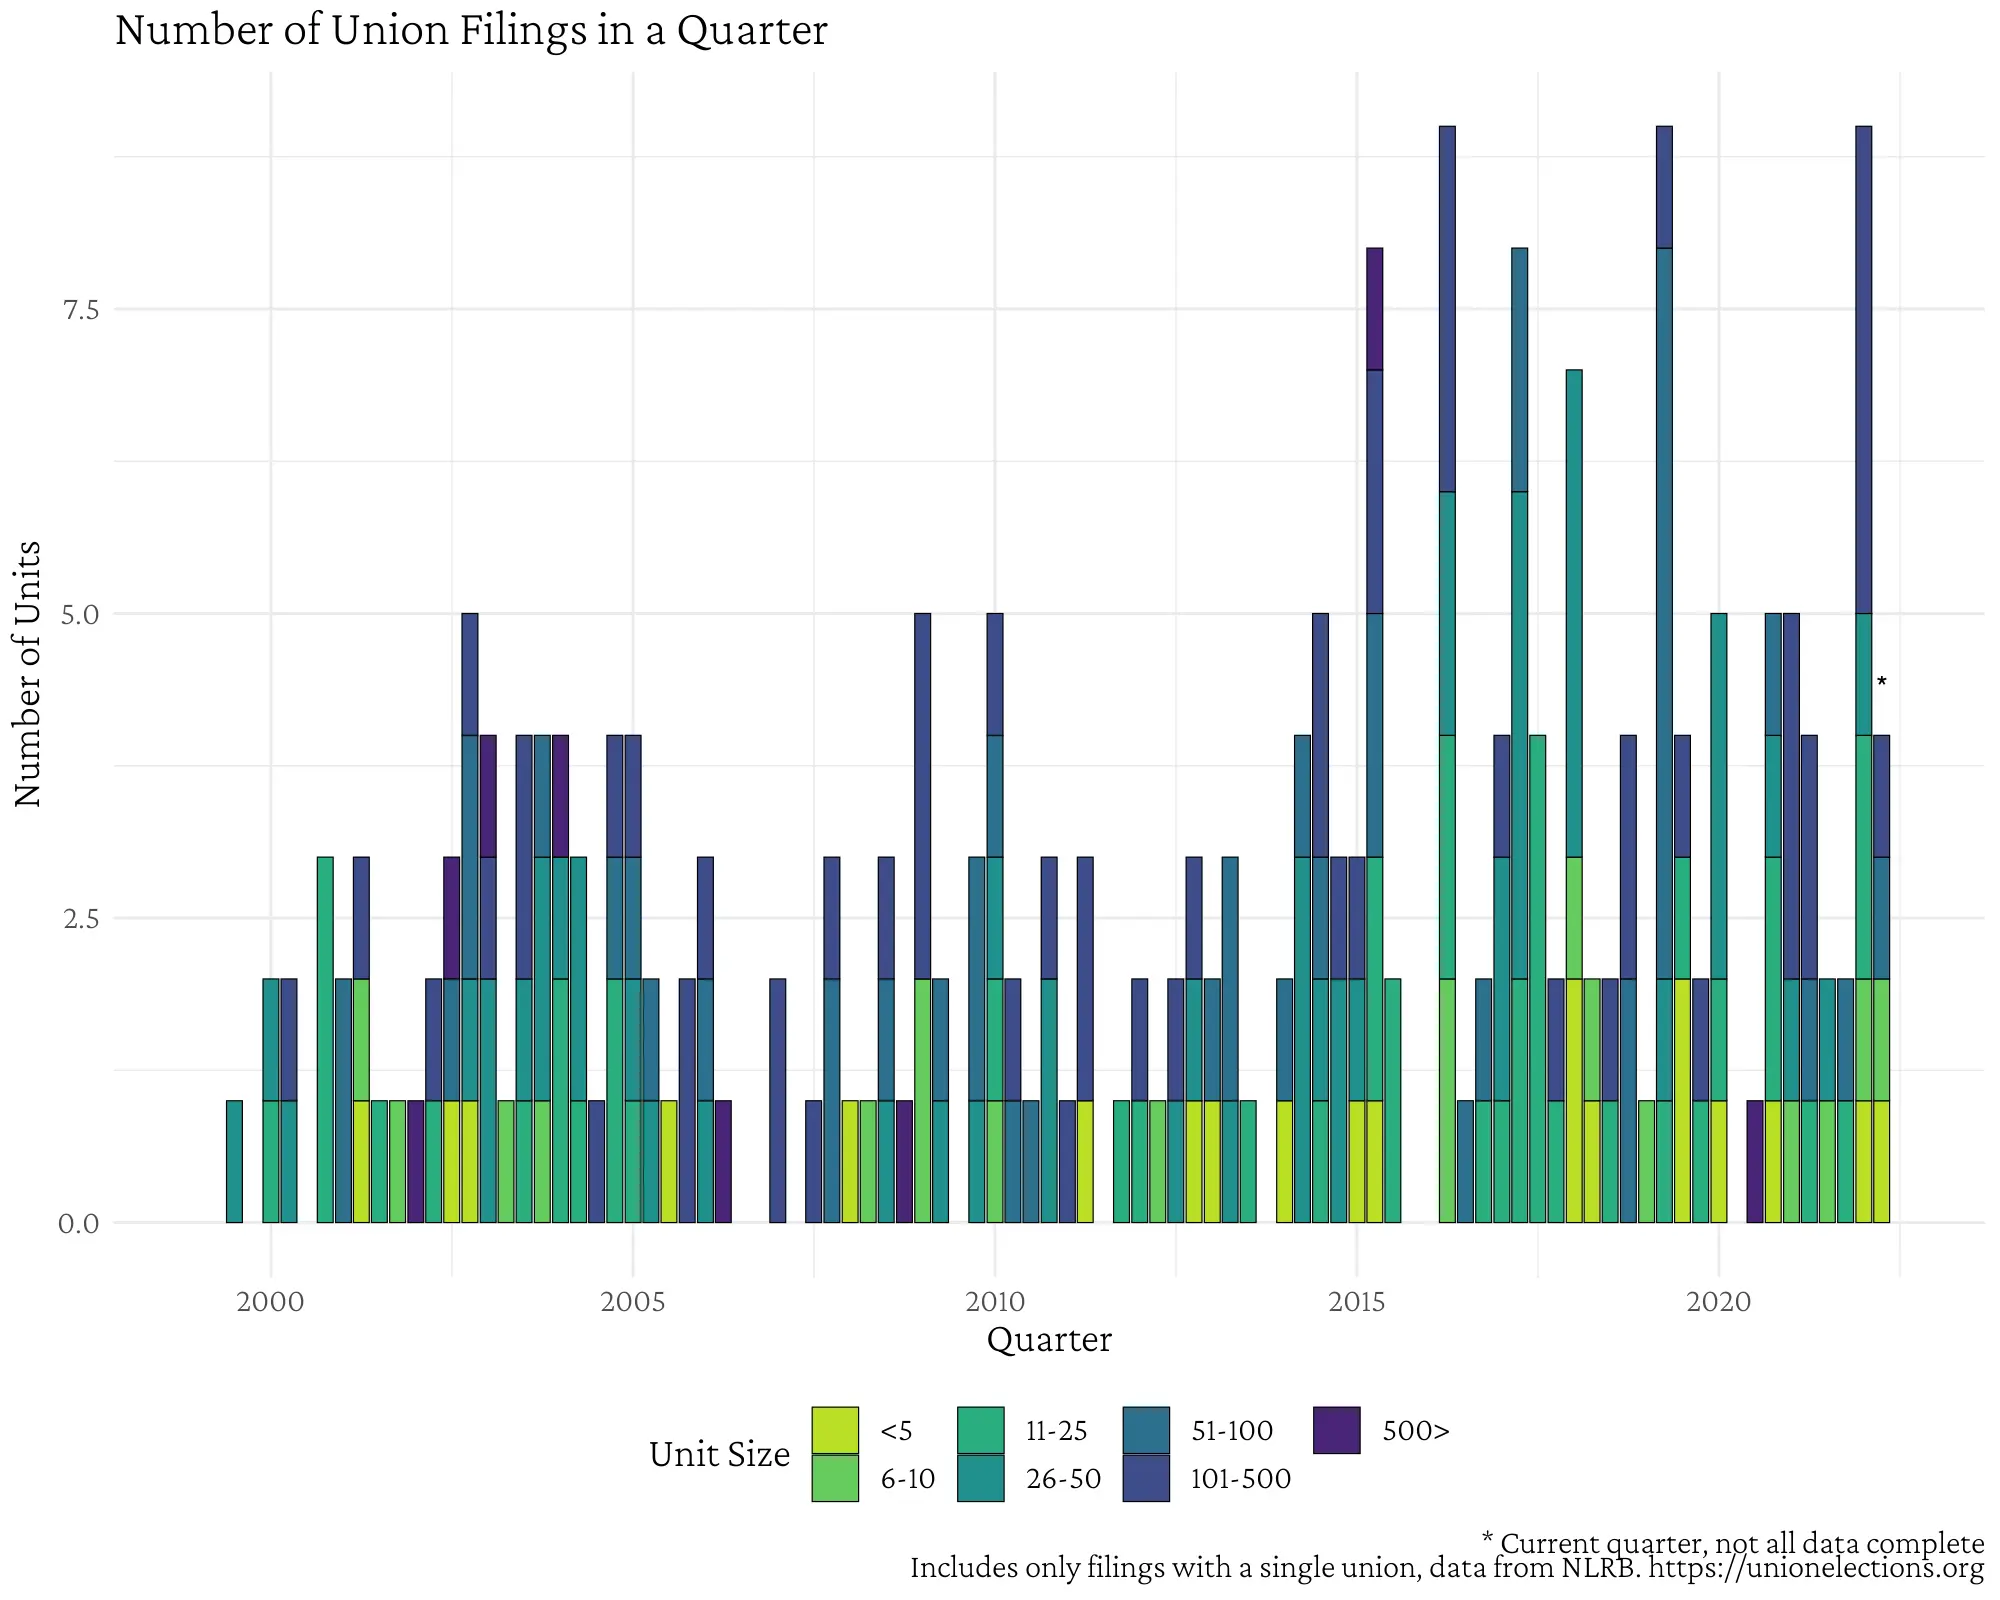 Number of Union Filings in a Quarter
Number of Units
7.5
5.0
2.5
0.0
*
2000 2005 2010 2015 2020
Quarter
Unit Size
<5 11-25 51-100 500>
6-10 26-50 101-500
* Current quarter, not all data complete
Includes only filings with a single union, data from NLRB. https://unionelections.org